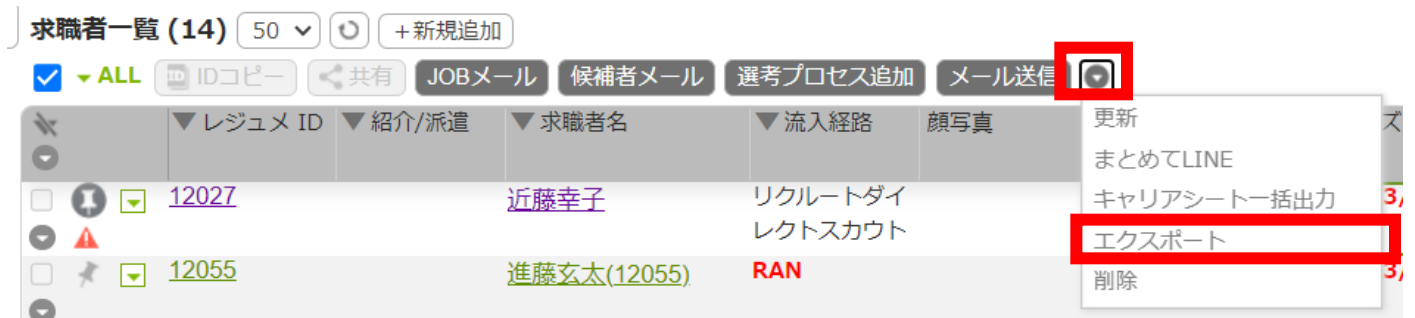 求職者一覧 (14) 50 +新規追加
ALL IDコピー 共有 JOBメール 候補者メール 選考プロセス追加 メール送信
▼レジュメ ID ▼紹介/派遣 ▼求職者名 ▼流入経路 顔写真
更新
まとめてLINE
キャリアシート一括出力
エクスポート
削除
12027 近藤幸子 リクルートダイ
レクトスカウト
12055 進藤玄太(12055) RAN